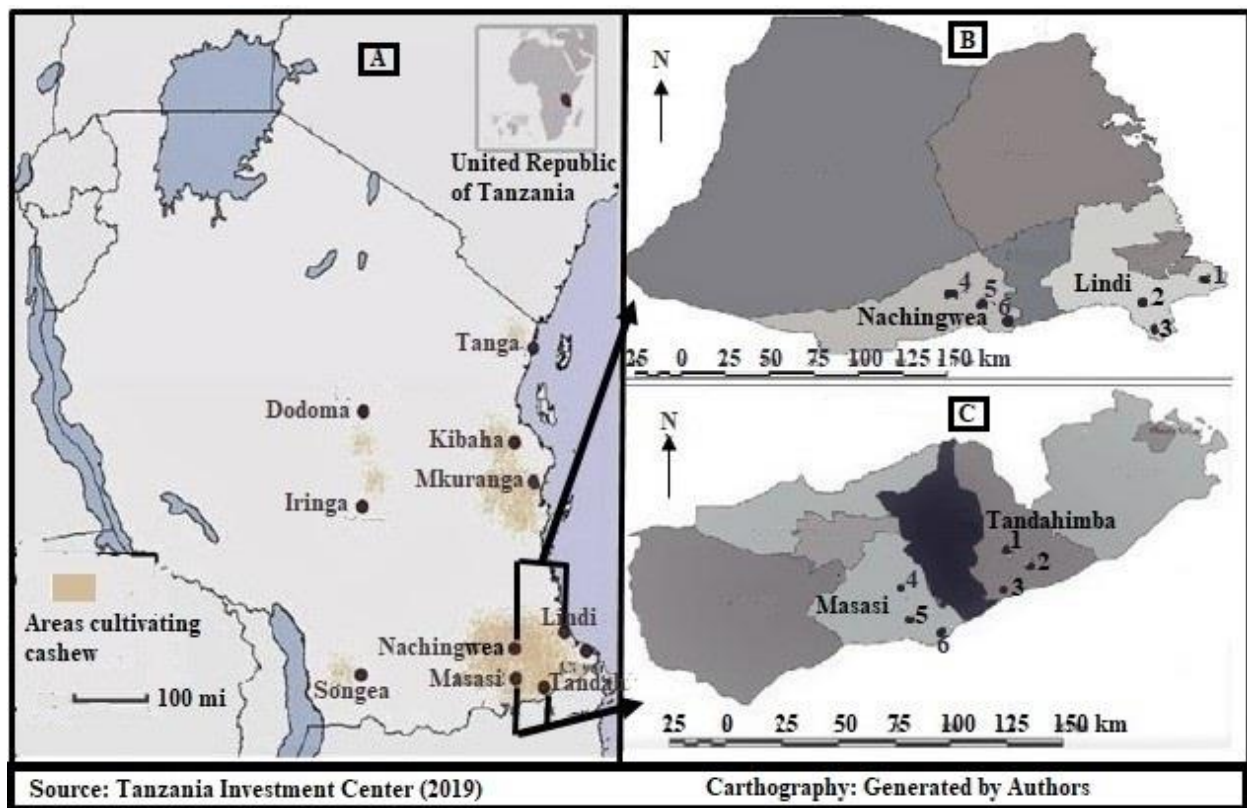 A
United Republic
of Tanzania
Tanga
Dodoma
Kibaha
Mkuranga
Iringa
Areas cultivating
cashew
100 mi
Lindi
Nachingwea
Masasi
Songea
Tandah
B
N
Lindi
1
2
3
4
5
6
Nachingwea
25 0 25 50 75 100 125 150 km
C
N
Tandahimba
1
2
3
4
Masasi
5
6
25 0 25 50 75 100 125 150 km
Source: Tanzania Investment Center (2019)
Carthography: Generated by Authors